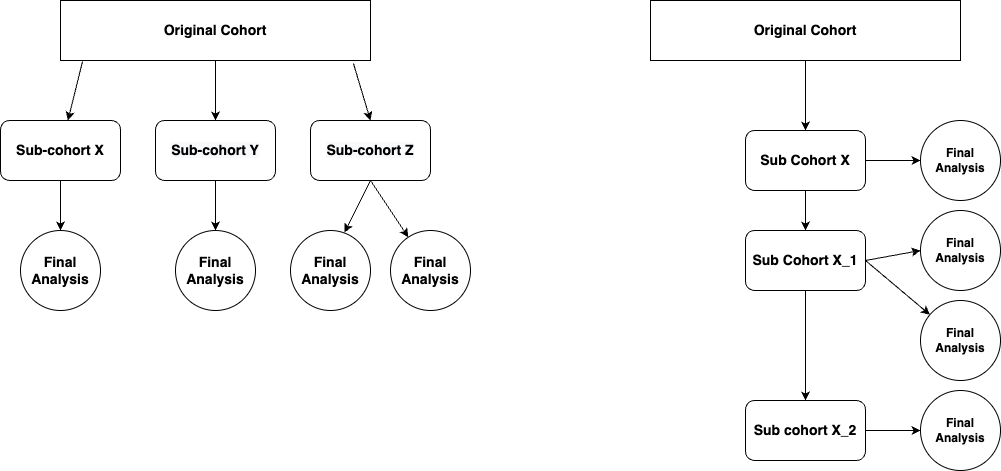 Original Cohort
Sub-cohort X
Sub-cohort Y
Sub-cohort Z
Final
Analysis
Final
Analysis
Final
Analysis
Final
Analysis
Original Cohort
Sub Cohort X
Final
Analysis
Sub Cohort X_1
Final
Analysis
Final
Analysis
Sub cohort X_2
Final
Analysis